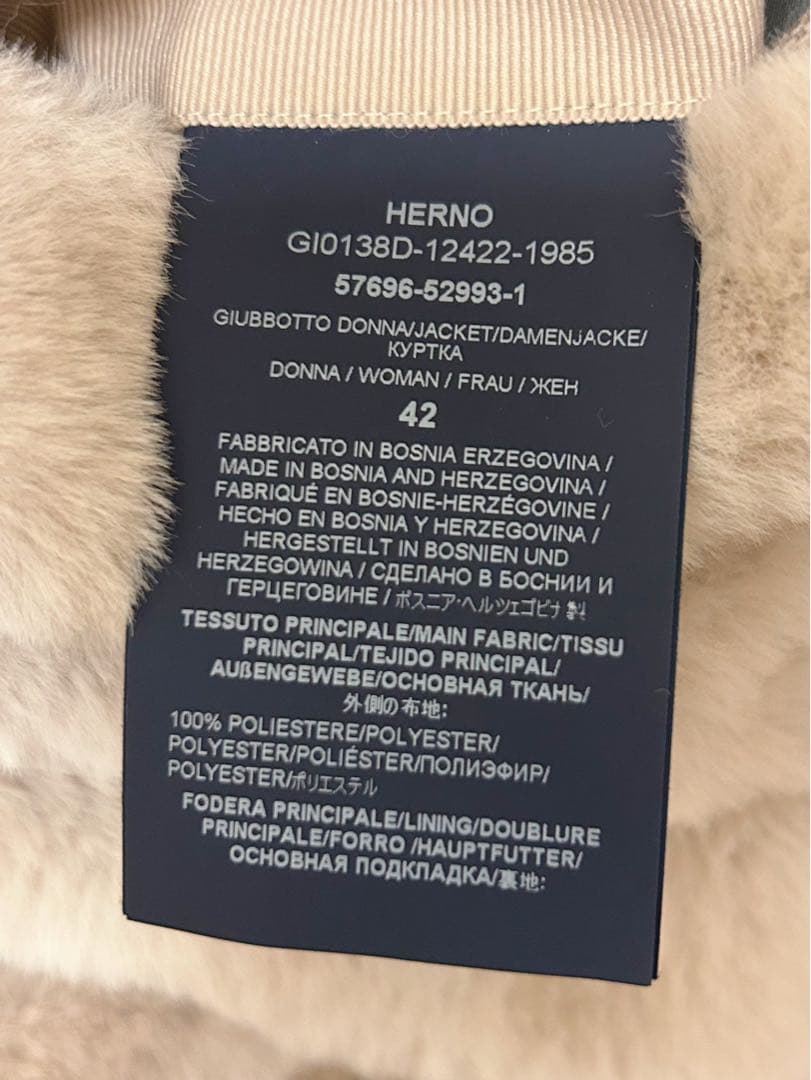 HERNO
GI0138D-12422-1985
57696-52993-1
GIUBBOTTO DONNA/JACKET/DAMENJACKE/
КУРТКА
DONNA / WOMAN / FRAU / ЖЕН
42
FABBRICATO IN BOSNIA ERZEGOVINA /
MADE IN BOSNIA AND HERZEGOVINA /
FABRIQUÉ EN BOSNIE-HERZÉGOVINE /
HECHO EN BOSNIA Y HERZEGOVINA /
HERGESTELLT IN BOSNIEN UND
HERZEGOWINA / СДЕЛАНО В БОСНИИ И
ГЕРЦЕГОВИНЕ / ボスニア・ヘルツェゴビナ 製
TESSUTO PRINCIPALE/MAIN FABRIC/TISSU
PRINCIPAL/TEJIDO PRINCIPAL/
AUßENGEWEBE/ОСНОВНАЯ ТКАНЬ/
外側の布地:
100% POLIESTERE/POLYESTER/
POLYESTER/POLIÉSTER/ПОЛИЭФИР/
POLYESTER/ポリエステル
FODERA PRINCIPALE/LINING/DOUBLURE
PRINCIPALE/FORRO /HAUPTFUTTER/
ОСНОВНАЯ ПОДКЛАДКА/裏地: